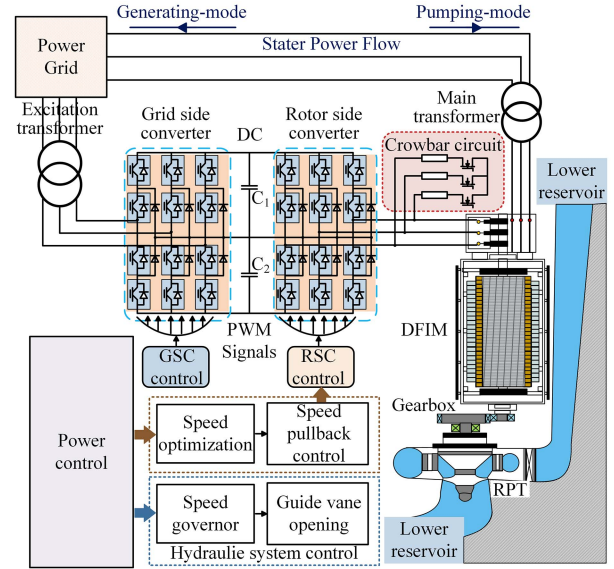 Generating-mode
Pumping-mode
Stater Power Flow
Power
Grid
Excitation
transformer
Grid side
converter
DC
Rotor side
converter
Main
transformer
Crowbar circuit
Lower
reservoir
C1
C2
PWM
Signals
DFIM
GSC
control
RSC
control
Gearbox
Power
control
Speed
optimization
Speed
pullback
control
RPT
Speed
governor
Guide vane
opening
Lower
reservoir
Hydraulie system control